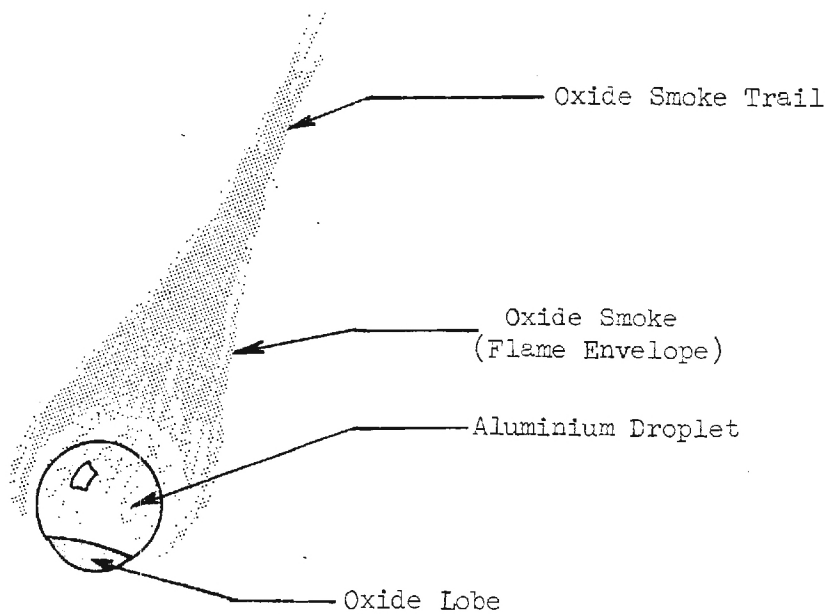 Oxide Smoke Trail
Oxide Smoke
(Flame Envelope)
Aluminium Droplet
Oxide Lobe